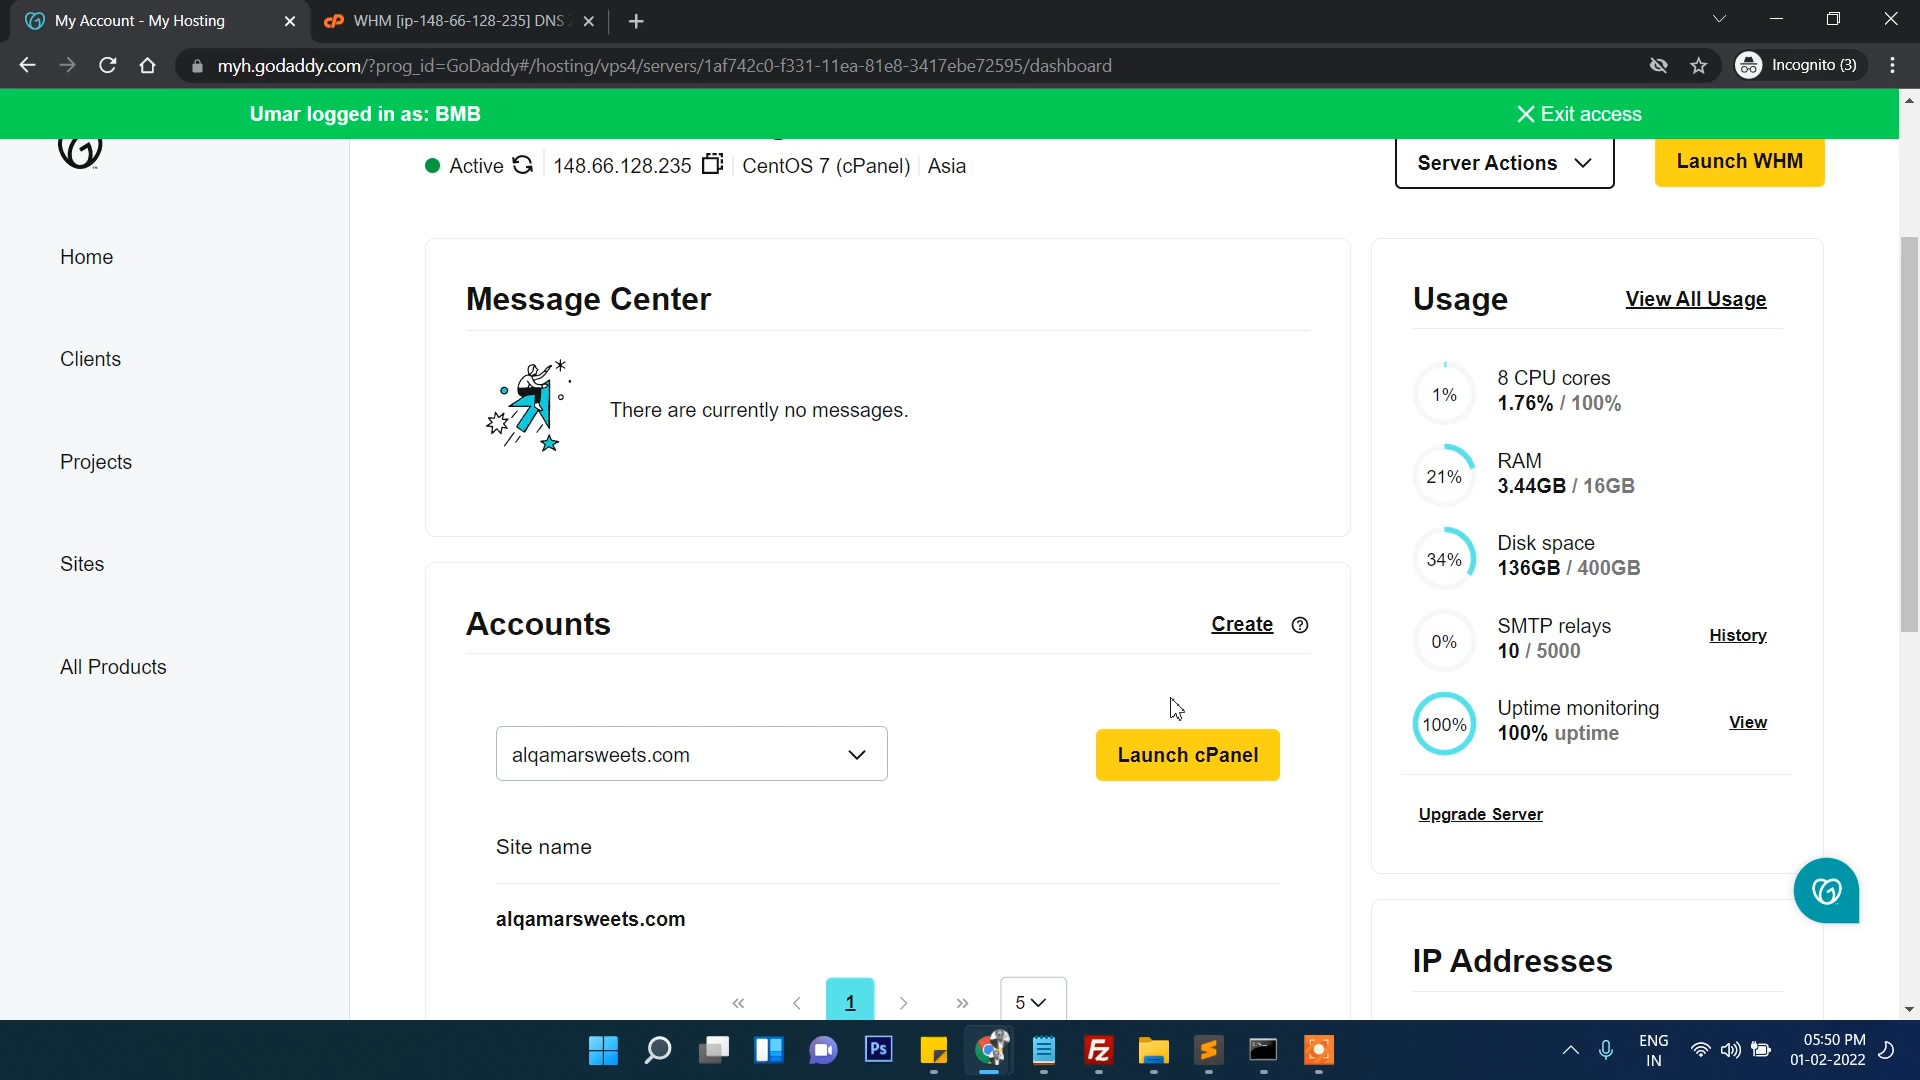 My Account - My Hosting
WHM [ip-148-66-128-235] DNS
myh.godaddy.com/?prog_id=GoDaddy#/hosting/vps4/servers/1af742c0-f331-11ea-81e8-3417ebe72595/dashboard
Incognito (3)
Umar logged in as: BMB
Exit access
Active
148.66.128.235
CentOS 7 (cPanel)
Asia
Server Actions
Launch WHM
Home
Clients
Projects
Sites
All Products
Message Center
There are currently no messages.
Usage
View All Usage
1%
8 CPU cores
1.76% / 100%
21%
RAM
3.44GB / 16GB
34%
Disk space
136GB / 400GB
0%
SMTP relays
10 / 5000
History
100%
Uptime monitoring
100% uptime
View
Upgrade Server
Accounts
Create
alqamarsweets.com
Launch cPanel
Site name
alqamarsweets.com
« ‹ 1 › »
5
IP Addresses
Ps
Fz
ENG
IN
05:50 PM
01-02-2022